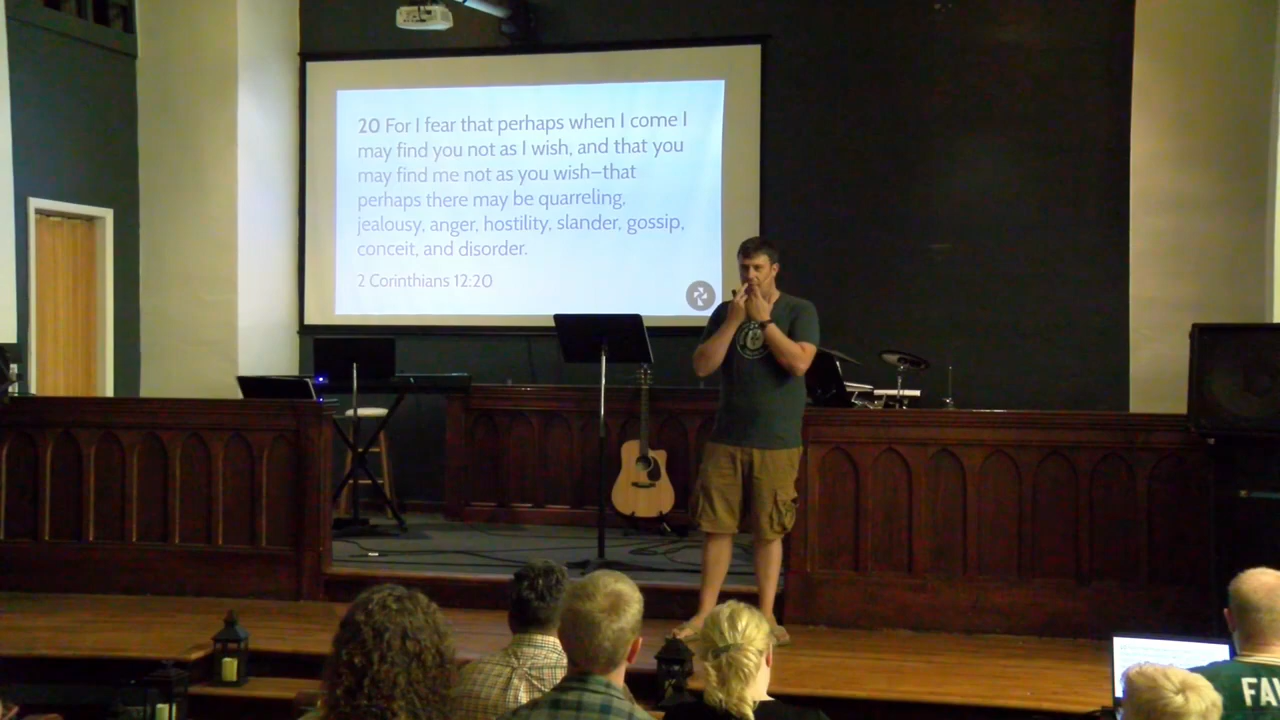 20 For I fear that perhaps when I come I
may find you not as I wish, and that you
may find me not as you wish—that
perhaps there may be quarreling,
jealousy, anger, hostility, slander, gossip,
conceit, and disorder.
2 Corinthians 12:20